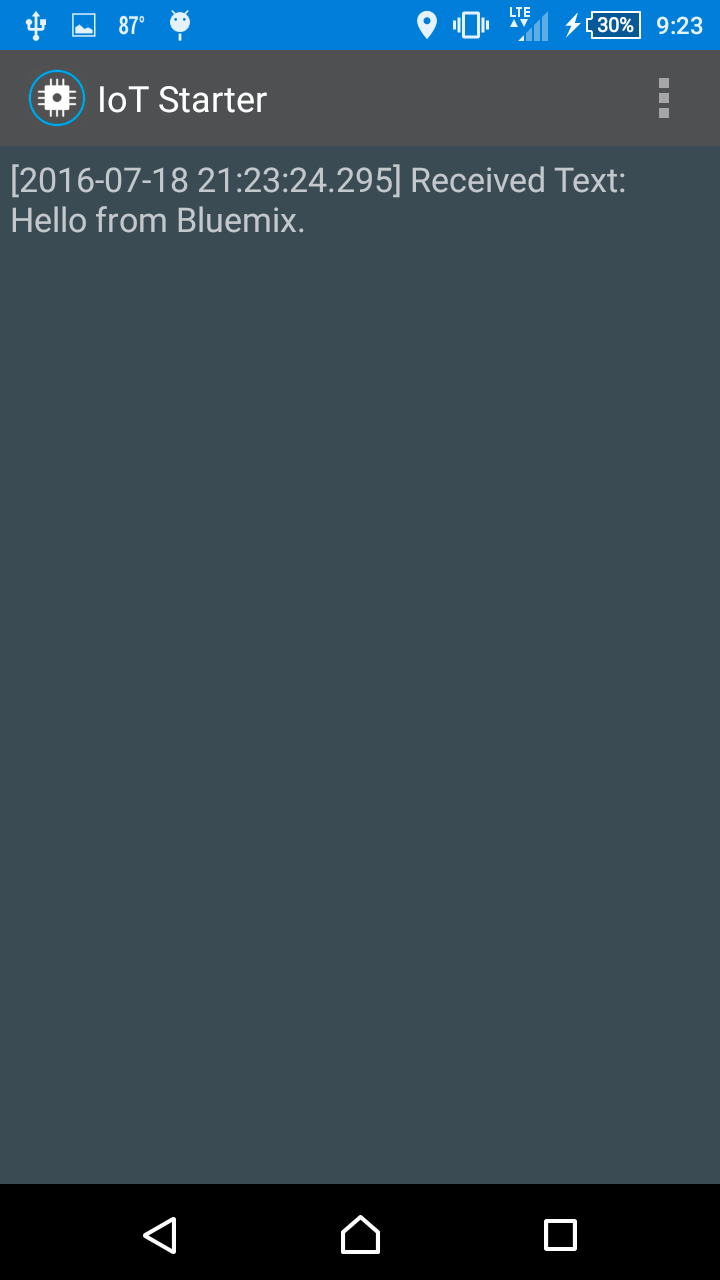 87° LTE 30% 9:23
IoT Starter
[2016-07-18 21:23:24.295] Received Text:
Hello from Bluemix.